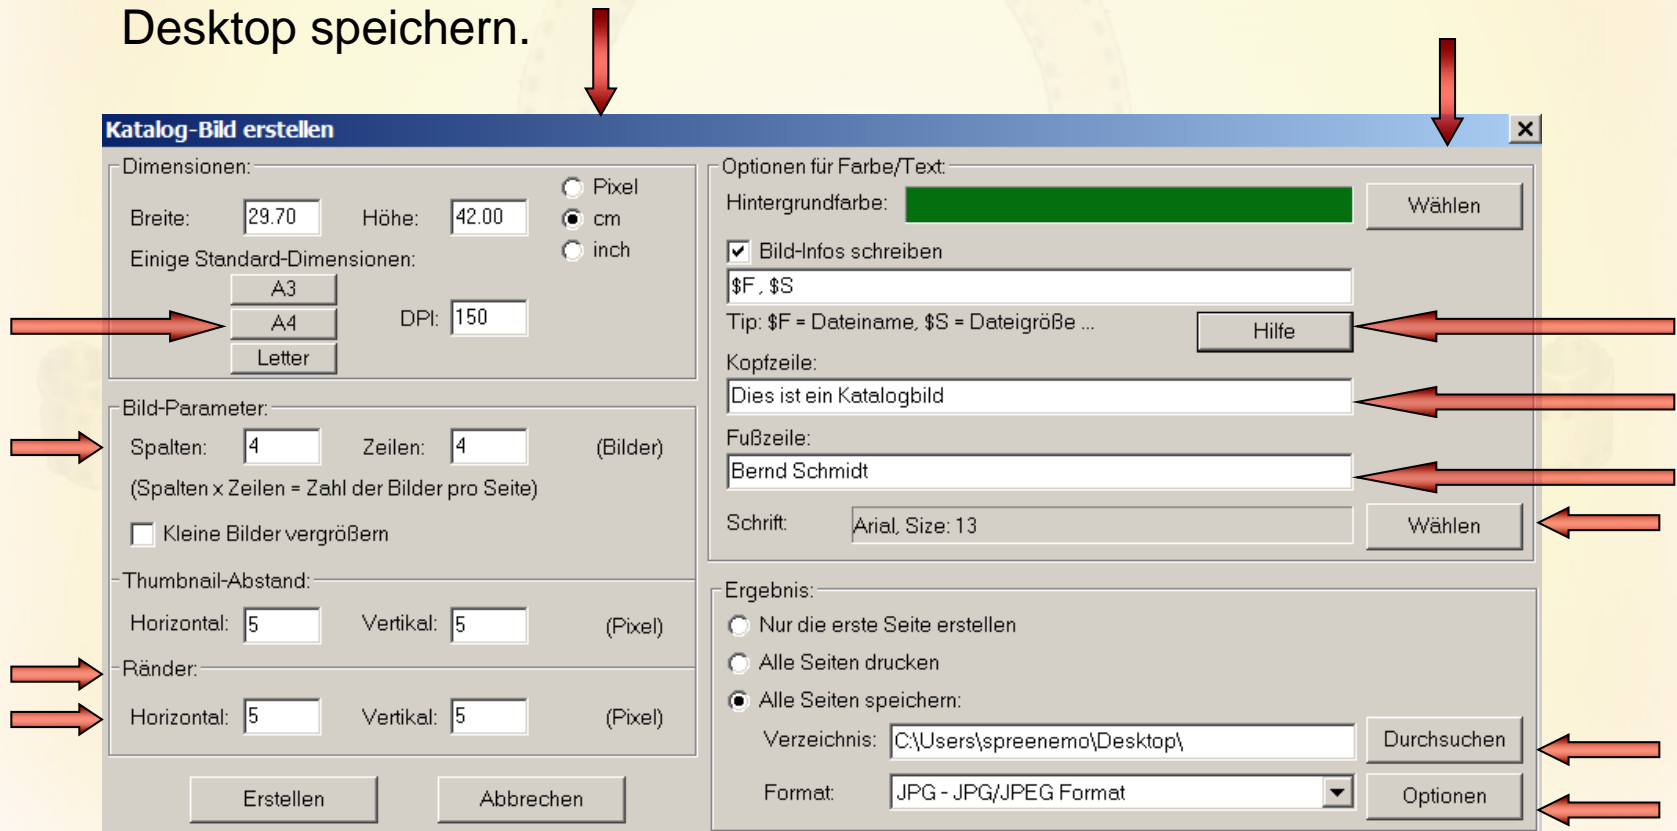 Desktop speichern.
Katalog-Bild erstellen
Dimensionen:
Breite: 29.70 Höhe: 42.00
Pixel
cm
inch
Einige Standard-Dimensionen:
A3
A4
Letter
DPI: 150
Bild-Parameter:
Spalten: 4 Zeilen: 4 (Bilder)
(Spalten x Zeilen = Zahl der Bilder pro Seite)
Kleine Bilder vergrößern
Thumbnail-Abstand:
Horizontal: 5 Vertikal: 5 (Pixel)
Ränder:
Horizontal: 5 Vertikal: 5 (Pixel)
Erstellen Abbrechen
Optionen für Farbe/Text:
Hintergrundfarbe: Wählen
Bild-Infos schreiben
$F , $S
Tip: $F = Dateiname, $S = Dateigröße ... Hilfe
Kopfzeile:
Dies ist ein Katalogbild
Fußzeile:
Bernd Schmidt
Schrift: Arial, Size: 13 Wählen
Ergebnis:
Nur die erste Seite erstellen
Alle Seiten drucken
Alle Seiten speichern:
Verzeichnis: C:\Users\spreenemo\Desktop\ Durchsuchen
Format: JPG - JPG/JPEG Format Optionen